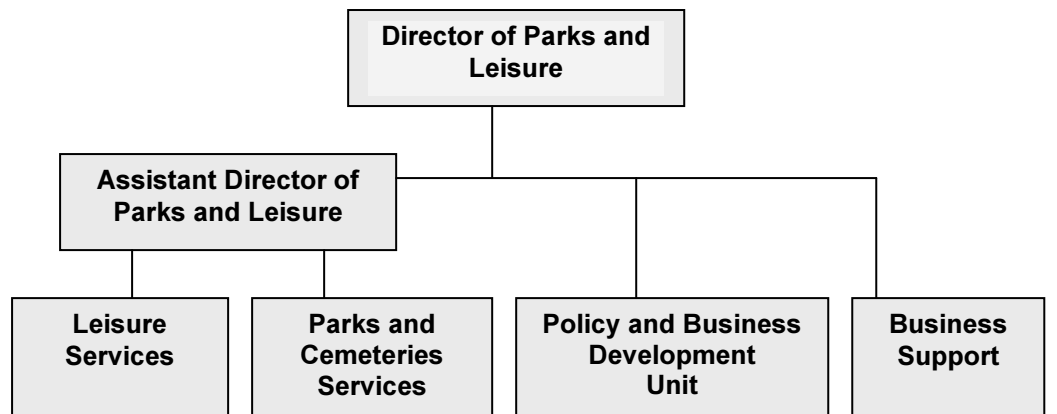 Director of Parks and
Leisure
Assistant Director of
Parks and Leisure
Leisure
Services
Parks and
Cemeteries
Services
Policy and Business
Development
Unit
Business
Support